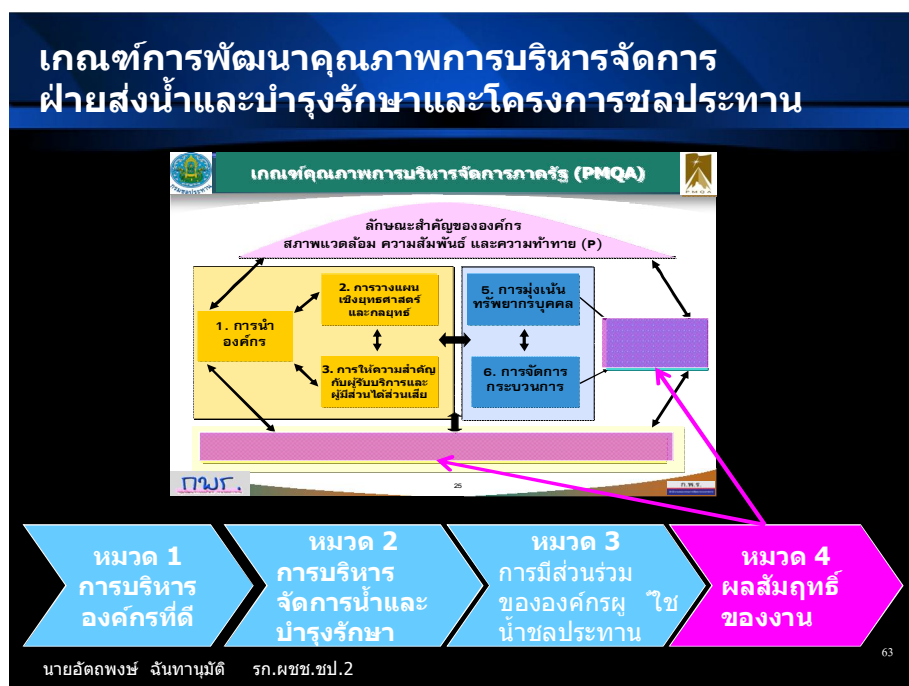 เกณฑ์การพัฒนาคุณภาพการบริหารจัดการ
ฝ่ายส่งน้ำและบำรุงรักษาและโครงการชลประทาน
กรมชลประทาน
เกณฑ์คุณภาพการบริหารจัดการภาครัฐ (PMQA)
PMQA
ลักษณะสำคัญขององค์กร
สภาพแวดล้อม ความสัมพันธ์ และความท้าทาย (P)
2. การวางแผน
เชิงยุทธศาสตร์
และกลยุทธ์
5. การมุ่งเน้น
ทรัพยากรบุคคล
1. การนำ
องค์กร
3. การให้ความสำคัญ
กับผู้รับบริการและ
ผู้มีส่วนได้ส่วนเสีย
6. การจัดการ
กระบวนการ
กพร.
25
ก.พ.ร.
หมวด 1
การบริหาร
องค์กรที่ดี
หมวด 2
การบริหาร
จัดการน้ำและ
บำรุงรักษา
หมวด 3
การมีส่วนร่วม
ขององค์กรผู ้ใช
น้ำชลประทาน
หมวด 4
ผลสัมฤทธิ์
ของงาน
นายอัตถพงษ์ ฉันทานุมัติ รก.ผชช.ชป.2
63